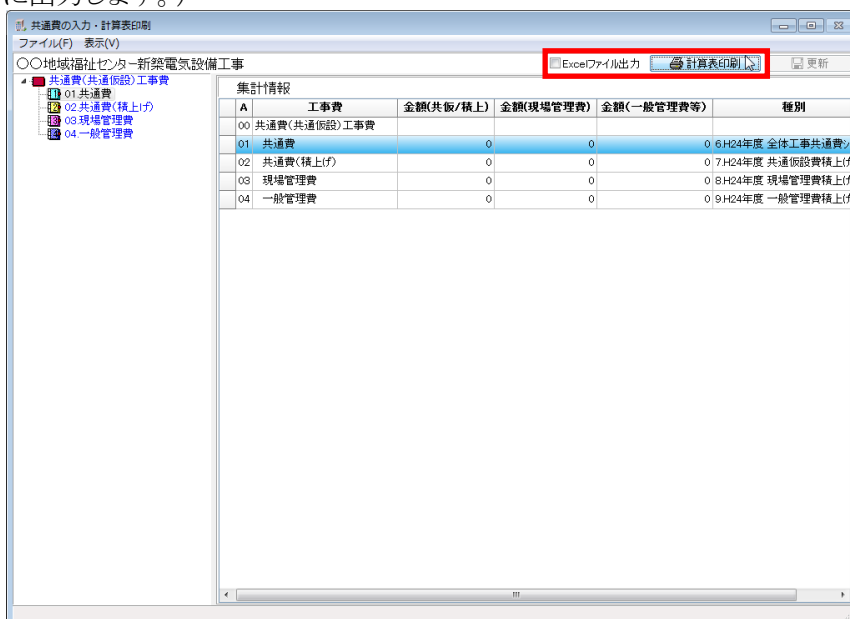 に出力します。)
共通費の入力・計算表印刷
ファイル(F) 表示(V)
〇〇地域福祉センター新築電気設備工事
Excelファイル出力 計算表印刷 更新
共通費(共通仮設)工事費
01.共通費
02.共通費(積上げ)
03.現場管理費
04.一般管理費
集計情報
A 工事費 金額(共仮/積上) 金額(現場管理費) 金額(一般管理費等) 種別
00 共通費(共通仮設)工事費
01 共通費 0 0 0 6.H24年度 全体工事共通費
02 共通費(積上げ) 0 0 0 7.H24年度 共通仮設費積上げ
03 現場管理費 0 0 0 8.H24年度 現場管理費積上げ
04 一般管理費 0 0 0 9.H24年度 一般管理費積上げ